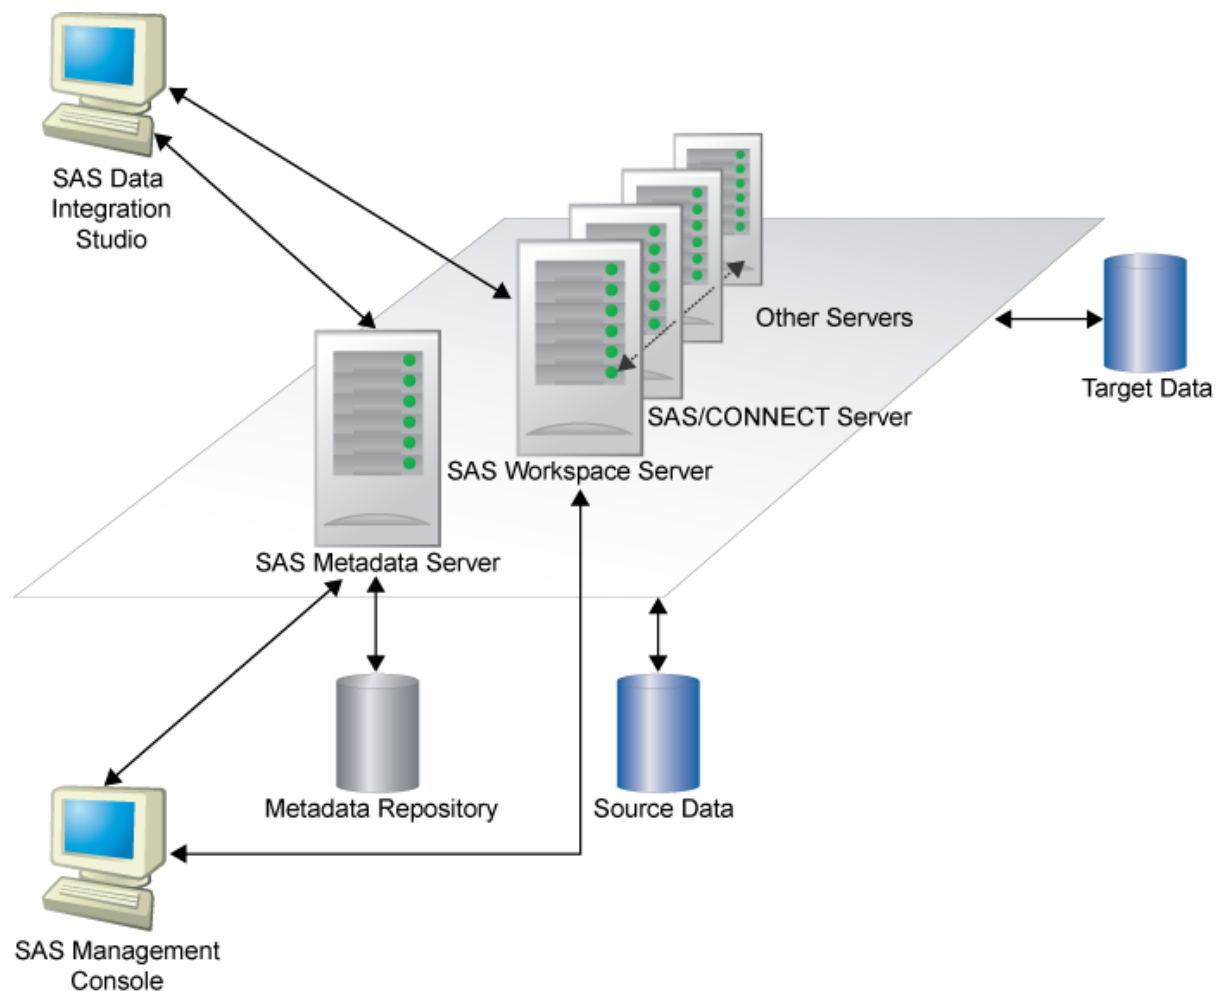 SAS Data
Integration
Studio
Other Servers
Target Data
SAS/CONNECT Server
SAS Workspace Server
SAS Metadata Server
Metadata Repository
Source Data
SAS Management
Console